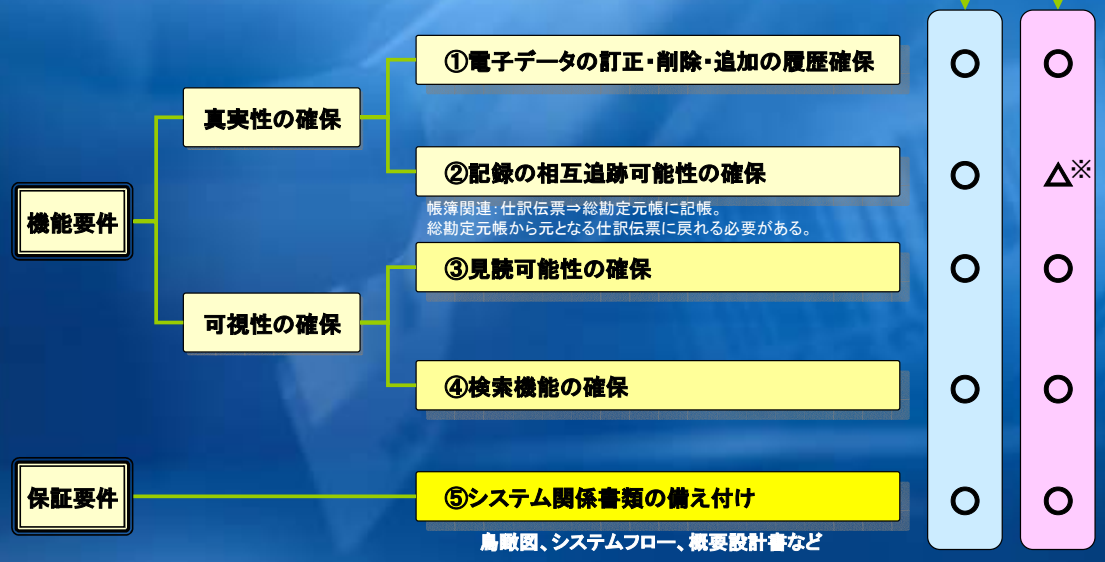 ①電子データの訂正・削除・追加の履歴確保
○ ○
真実性の確保
②記録の相互追跡可能性の確保
○ △※
帳簿関連：仕訳伝票⇒総勘定元帳に記帳。
総勘定元帳から元となる仕訳伝票に戻れる必要がある。
機能要件
③見読可能性の確保
○ ○
可視性の確保
④検索機能の確保
○ ○
保証要件
⑤システム関係書類の備え付け
○ ○
鳥瞰図、システムフロー、概要設計書など